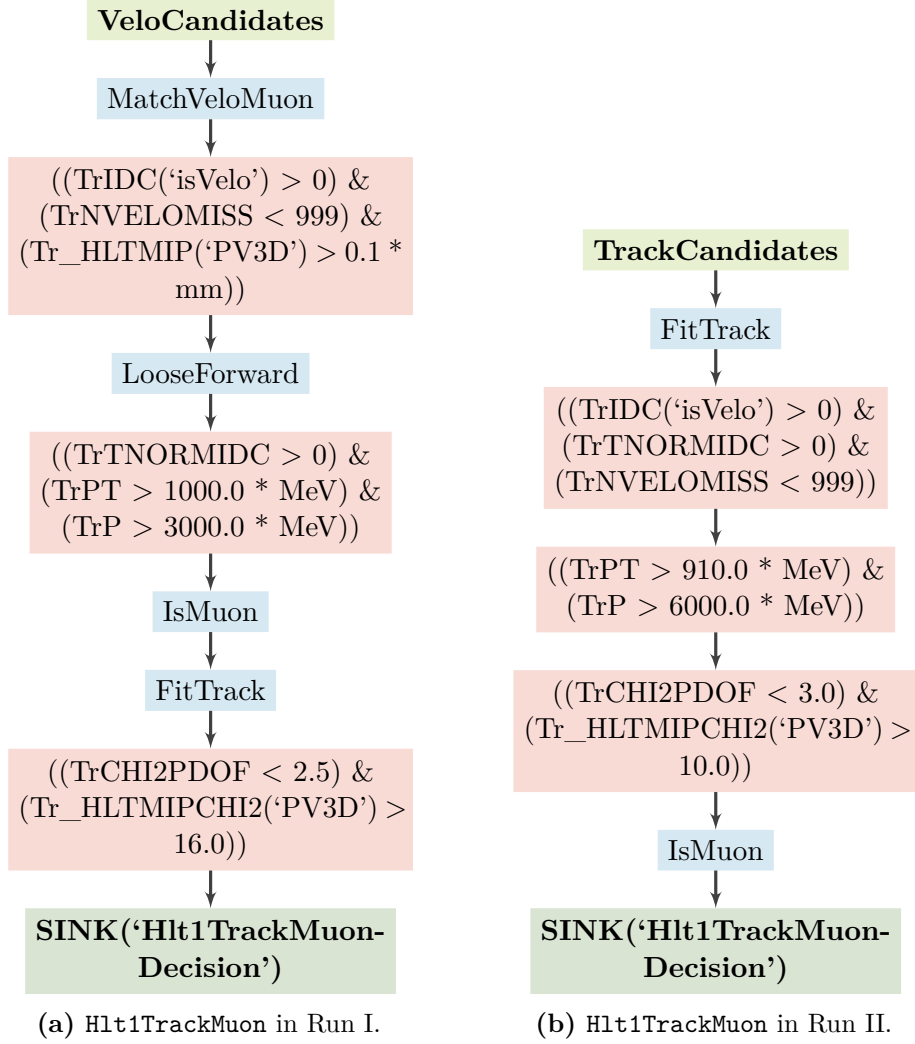 VeloCandidates
MatchVeloMuon
((TrIDC(‘isVelo’) > 0) &
(TrNVELOMISS < 999) &
(Tr_HLTMIP(‘PV3D’) > 0.1 *
mm))
LooseForward
((TrTNORMIDC > 0) &
(TrPT > 1000.0 * MeV) &
(TrP > 3000.0 * MeV))
IsMuon
FitTrack
((TrCHI2PDOF < 2.5) &
(Tr_HLTMIPCHI2(‘PV3D’) >
16.0))
SINK(‘Hlt1TrackMuon-
Decision’)
(a) Hlt1TrackMuon in Run I.
TrackCandidates
FitTrack
((TrIDC(‘isVelo’) > 0) &
(TrTNORMIDC > 0) &
(TrNVELOMISS < 999))
((TrPT > 910.0 * MeV) &
(TrP > 6000.0 * MeV))
((TrCHI2PDOF < 3.0) &
(Tr_HLTMIPCHI2(‘PV3D’) >
10.0))
IsMuon
SINK(‘Hlt1TrackMuon-
Decision’)
(b) Hlt1TrackMuon in Run II.